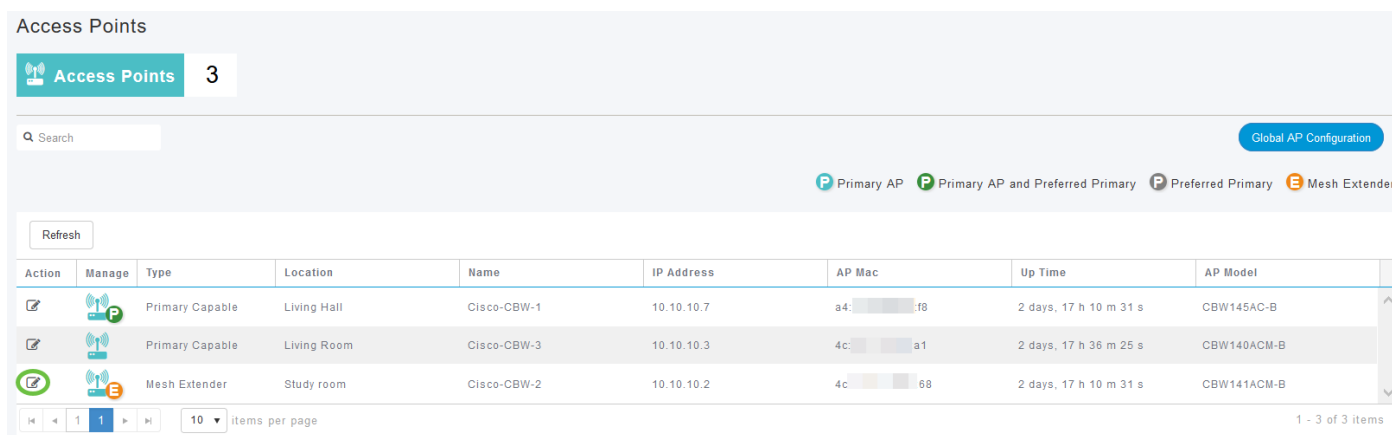 Access Points
Access Points 3
Search
Global AP Configuration
P Primary AP P Primary AP and Preferred Primary P Preferred Primary E Mesh Extender
Refresh
Action Manage Type Location Name IP Address AP Mac Up Time AP Model
P Primary Capable Living Hall Cisco-CBW-1 10.10.10.7 a4: :f8 2 days, 17 h 10 m 31 s CBW145AC-B
Primary Capable Living Room Cisco-CBW-3 10.10.10.3 4c: a1 2 days, 17 h 36 m 25 s CBW140ACM-B
E Mesh Extender Study room Cisco-CBW-2 10.10.10.2 4c 68 2 days, 17 h 10 m 31 s CBW141ACM-B
1 1 10 items per page 1 - 3 of 3 items